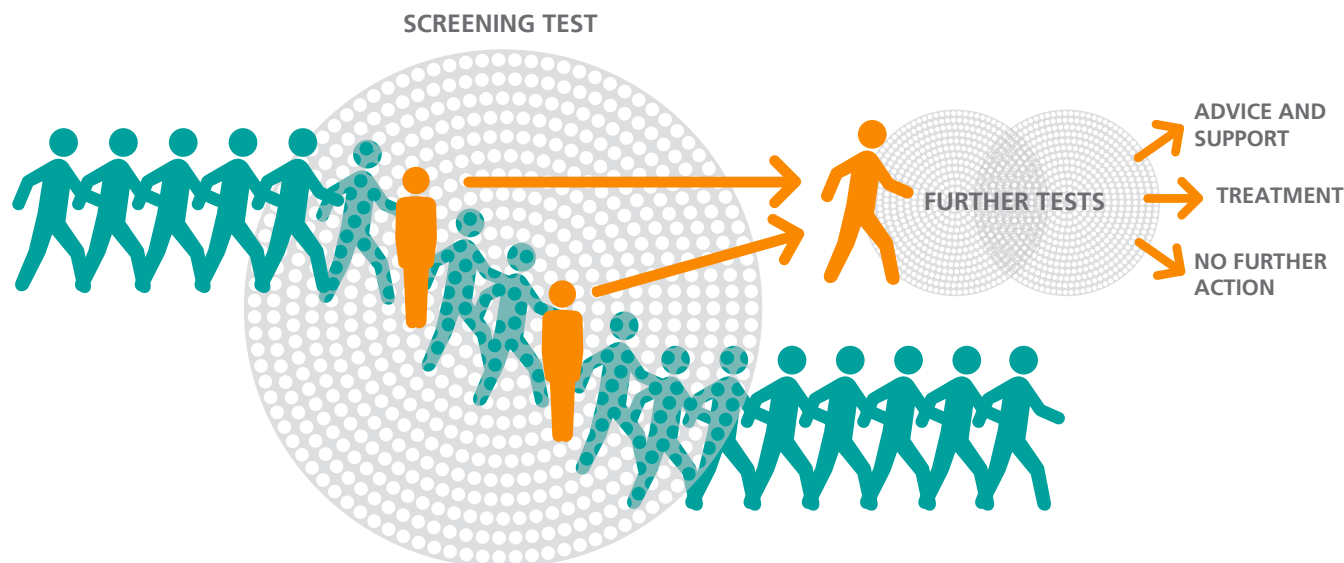 SCREENING TEST
FURTHER TESTS
ADVICE AND
SUPPORT
TREATMENT
NO FURTHER
ACTION